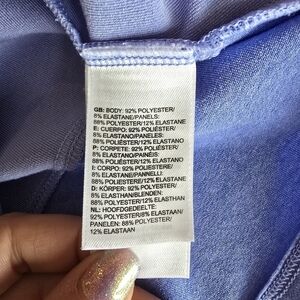 GB: BODY: 92% POLYESTER/
8% ELASTANE/PANELS:
88% POLYESTER/12% ELASTANE
E: CUERPO: 92% POLIÉSTER/
8% ELASTANO/PANELES:
88% POLIÉSTER/12% ELASTANO
P: CORPETE: 92% POLIÉSTER/
8% ELASTANO/PAINÉIS:
88% POLIÉSTER/12% ELASTANO
I: CORPO: 92% POLIESTERE/
8% ELASTANO/PANNELLI:
88% POLIESTERE/12% ELASTANO
D: KÖRPER: 92% POLYESTER/
8% ELASTHAN/BLENDEN:
88% POLYESTER/12% ELASTHAN
NL: HOOFDGEDEELTE:
92% POLYESTER/8% ELASTAAN/
PANELEN: 88% POLYESTER/
12% ELASTAAN